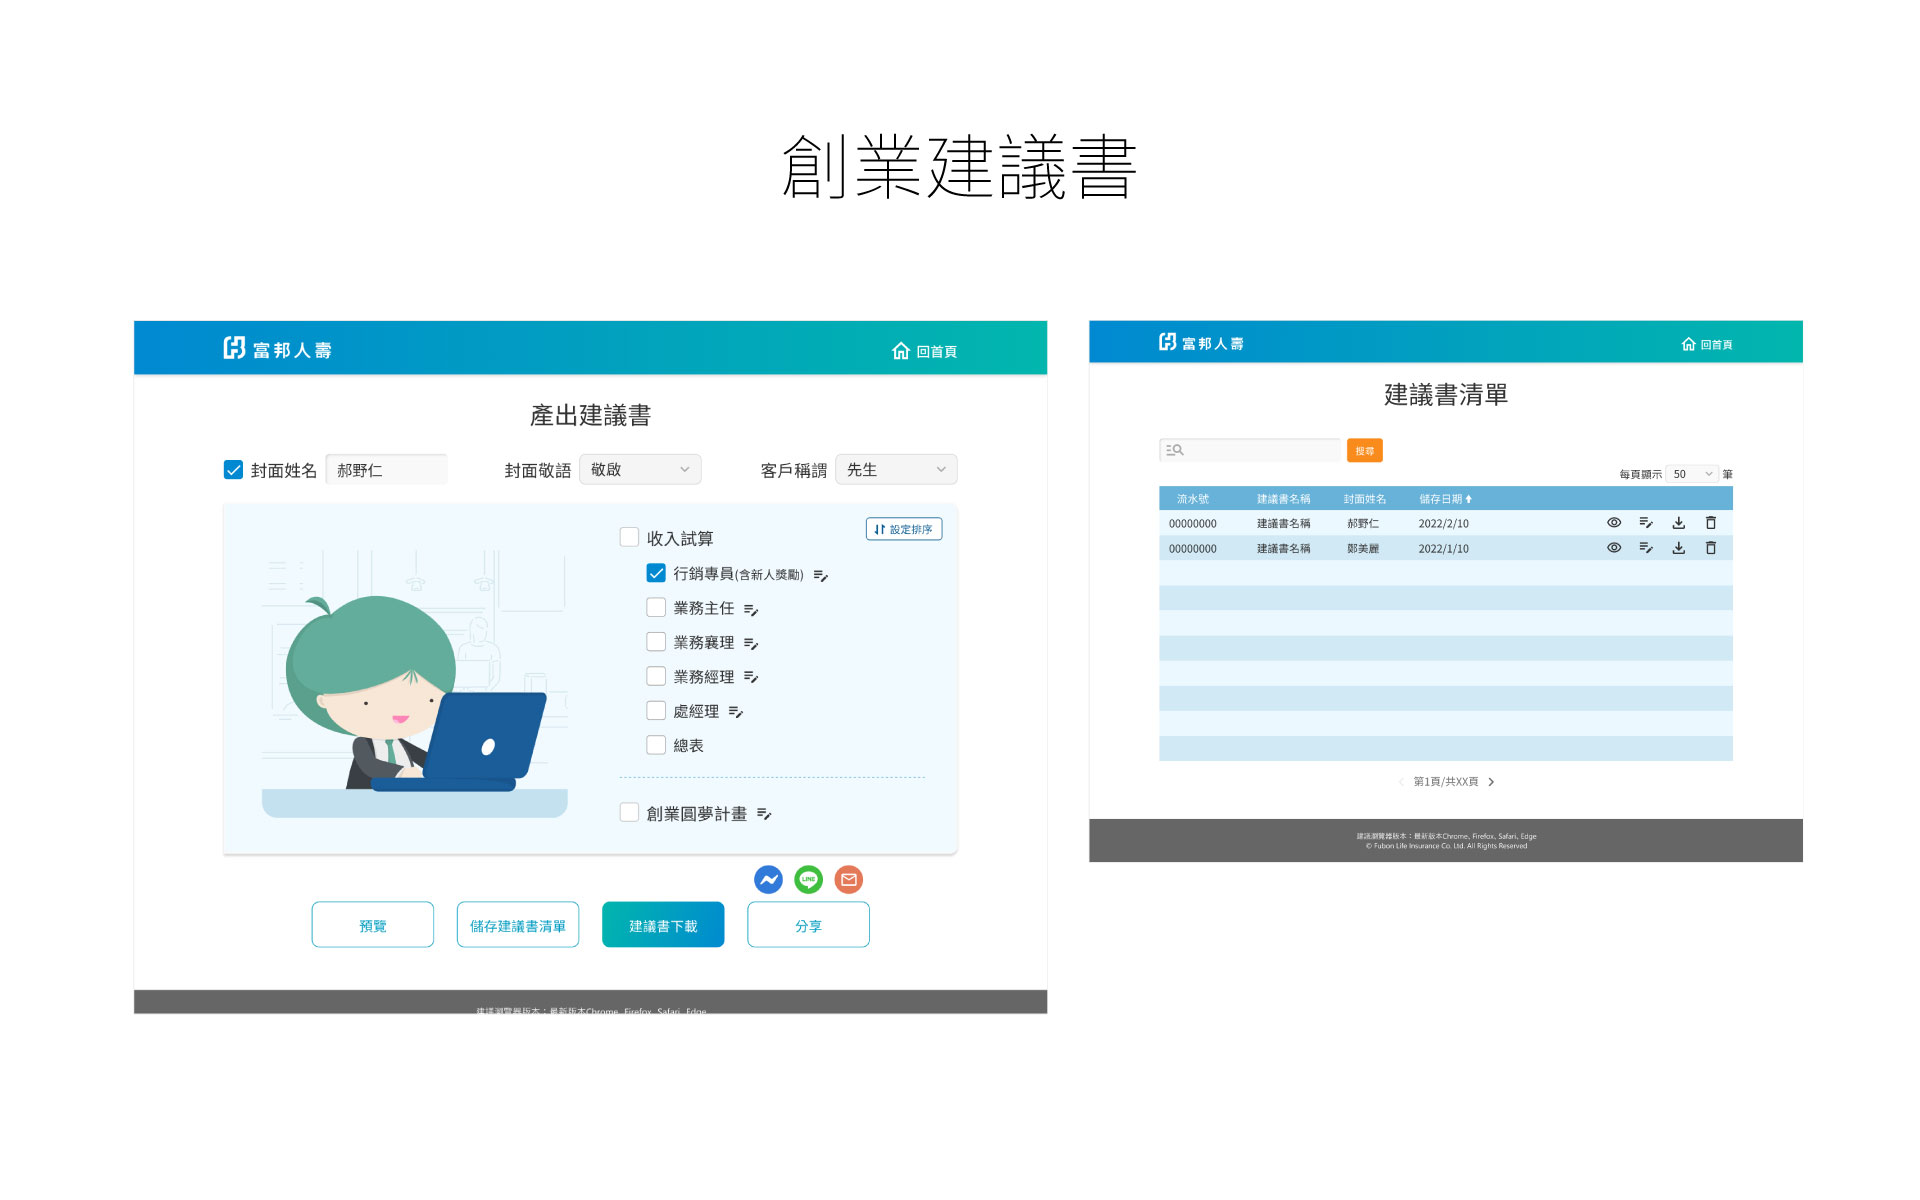 創業建議書
富邦人壽
回首頁
產出建議書
封面姓名 郝野仁 封面敬語 敬啟 客戶稱謂 先生
設定排序
收入試算
行銷專員(含新人獎勵)
業務主任
業務襄理
業務經理
處經理
總表
創業圓夢計畫
LINE
預覽 儲存建議書清單 建議書下載 分享
建議瀏覽器版本：最新版本Chrome, Firefox, Safari, Edge
富邦人壽
回首頁
建議書清單
搜尋
每頁顯示 50 筆
流水號 建議書名稱 封面姓名 儲存日期
00000000 建議書名稱 郝野仁 2022/2/10
00000000 建議書名稱 鄭美麗 2022/1/10
第1頁/共XX頁
建議瀏覽器版本：最新版本Chrome, Firefox, Safari, Edge
© Fubon Life Insurance Co. Ltd. All Rights Reserved